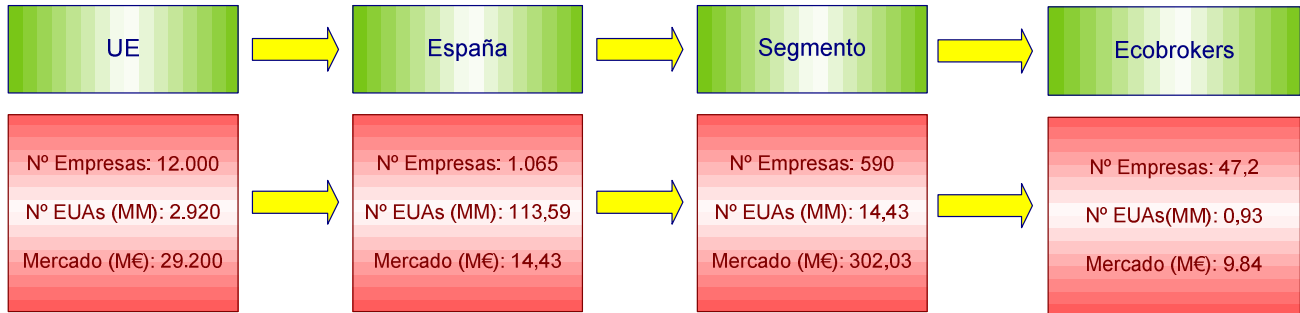 UE
España
Segmento
Ecobrokers
Nº Empresas: 12.000
Nº EUAs (MM): 2.920
Mercado (M€): 29.200
Nº Empresas: 1.065
Nº EUAs (MM): 113,59
Mercado (M€): 14,43
Nº Empresas: 590
Nº EUAs (MM): 14,43
Mercado (M€): 302,03
Nº Empresas: 47,2
Nº EUAs(MM): 0,93
Mercado (M€): 9.84